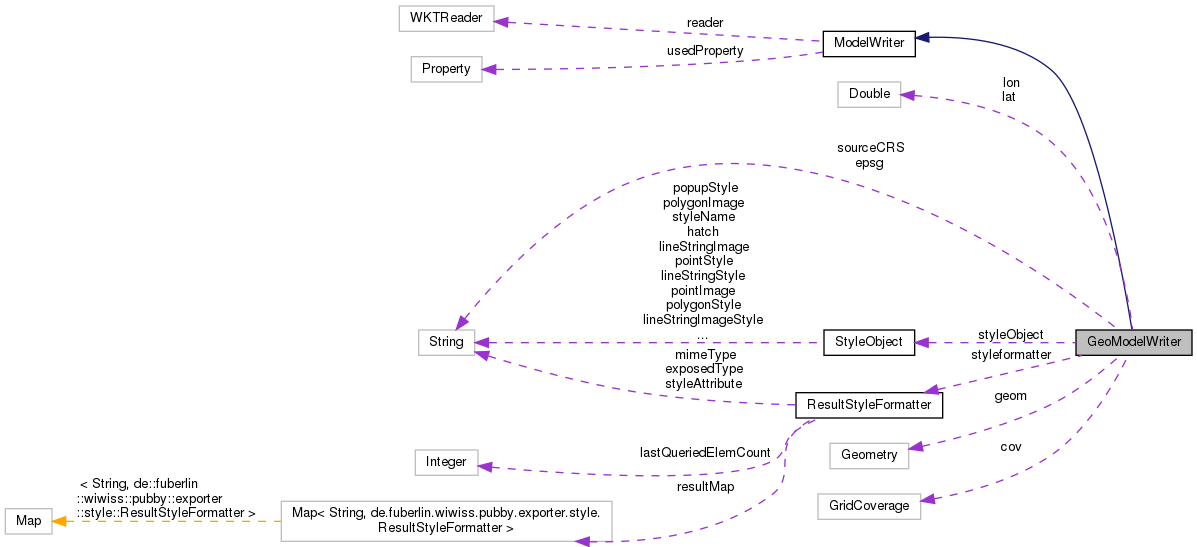 WKTReader
reader
ModelWriter
usedProperty
Property
Double
lon
lat
sourceCRS
epsg
popupStyle
polygonImage
styleName
hatch
lineStringImage
pointStyle
lineStringStyle
pointImage
polygonStyle
lineStringImageStyle
...
String
StyleObject
styleObject
GeoModelWriter
mimeType
exposedType
styleAttribute
styleformatter
ResultStyleFormatter
geom
Geometry
lastQueriedElemCount
Integer
cov
resultMap
GridCoverage
< String, de::fuberlin
::wiwiss::pubby::exporter
::style::ResultStyleFormatter >
Map
Map< String, de.fuberlin.wiwiss.pubby.exporter.style.
ResultStyleFormatter >